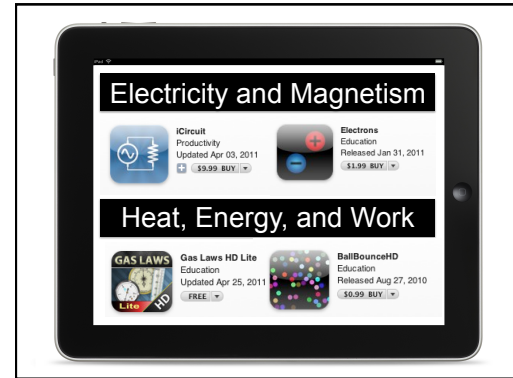 iPad
Electricity and Magnetism
iCircuit
Productivity
Updated Apr 03, 2011
$9.99 BUY
Electrons
Education
Released Jan 31, 2011
$1.99 BUY
Heat, Energy, and Work
GAS LAWS
Lite
HD
Gas Laws HD Lite
Education
Updated Apr 25, 2011
FREE
BallBounceHD
Education
Released Aug 27, 2010
$0.99 BUY